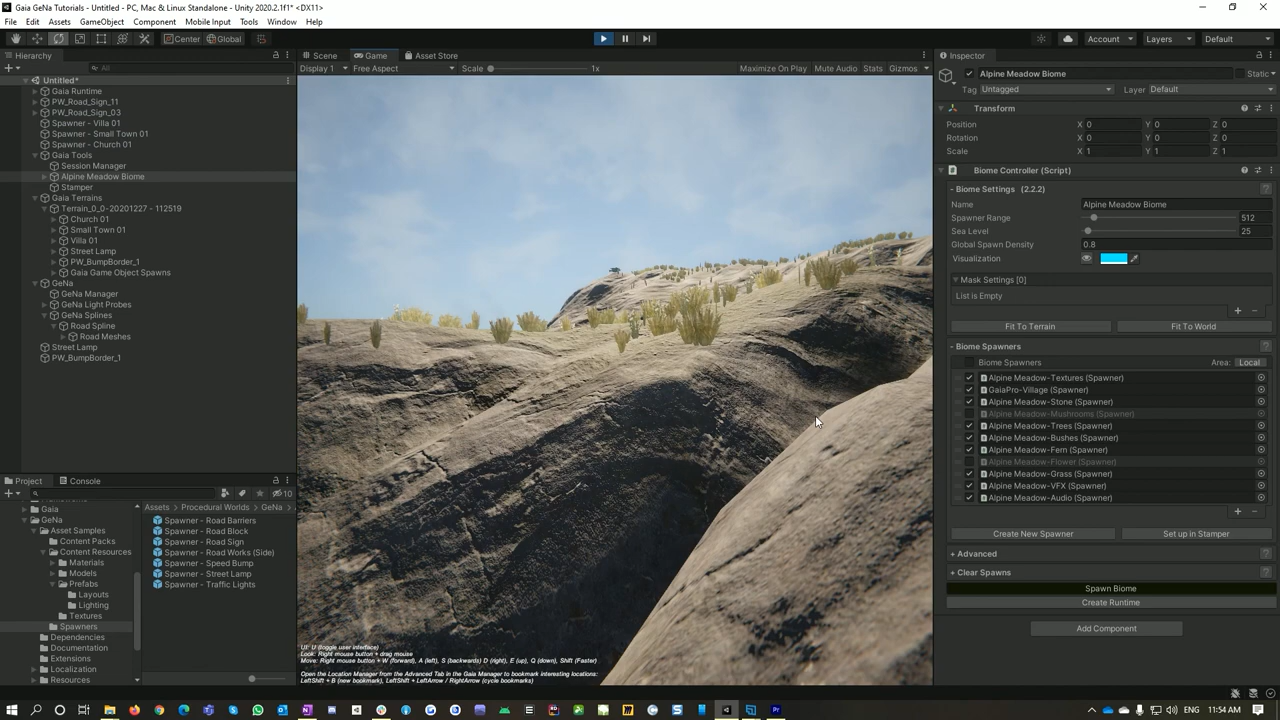 Gaia GeNa Tutorials - Untitled - PC, Mac & Linux Standalone - Unity 2020.2.1f1* <DX11>
File Edit Assets GameObject Component Mobile Input Tools Window Help
Center Global Account Layers Default
Hierarchy Scene Game Asset Store Inspector
All
Display 1 Free Aspect Scale 1x Maximize On Play Mute Audio Stats Gizmos
Untitled*
Gaia Runtime
PW_Road_Sign_11
PW_Road_Sign_03
Spawner - Villa 01
Spawner - Small Town 01
Spawner - Church 01
Gaia Tools
Session Manager
Alpine Meadow Biome
Stamper
Gaia Terrains
Terrain_0_0-20201227 - 112519
Church 01
Small Town 01
Villa 01
Street Lamp
PW_BumpBorder_1
Gaia Game Object Spawns
GeNa
GeNa Manager
GeNa Light Probes
GeNa Splines
Road Spline
Road Meshes
Street Lamp
PW_BumpBorder_1
Project Console
10
Gaia
GeNa
Asset Samples
Content Packs
Content Resources
Materials
Models
Prefabs
Layouts
Lighting
Textures
Spawners
Dependencies
Documentation
Extensions
Localization
Resources
Assets > Procedural Worlds > GeNa >
Spawner - Road Barriers
Spawner - Road Block
Spawner - Road Sign
Spawner - Road Works (Side)
Spawner - Speed Bump
Spawner - Street Lamp
Spawner - Traffic Lights
UI: U (toggle user interface)
Look: Right mouse button + drag mouse
Move: Right mouse button + W (forward), A (left), S (backwards) D (right), E (up), Q (down), Shift (Faster)
Open the Location Manager from the Advanced Tab in the Gaia Manager to bookmark interesting locations:
LeftShift + B (new bookmark), LeftShift + LeftArrow / RightArrow (cycle bookmarks)
Alpine Meadow Biome Static
Tag Untagged Layer Default
Transform
Position X 0 Y 0 Z 0
Rotation X 0 Y 0 Z 0
Scale X 1 Y 1 Z 1
Biome Controller (Script)
- Biome Settings (2.2.2)
Name Alpine Meadow Biome
Spawner Range 512
Sea Level 25
Global Spawn Density 0.8
Visualization
Mask Settings [0]
List is Empty
Fit To Terrain Fit To World
- Biome Spawners
Biome Spawners Area: Local
Alpine Meadow-Textures (Spawner)
GaiaPro-Village (Spawner)
Alpine Meadow-Stone (Spawner)
Alpine Meadow-Mushrooms (Spawner)
Alpine Meadow-Trees (Spawner)
Alpine Meadow-Bushes (Spawner)
Alpine Meadow-Fern (Spawner)
Alpine Meadow-Flower (Spawner)
Alpine Meadow-Grass (Spawner)
Alpine Meadow-VFX (Spawner)
Alpine Meadow-Audio (Spawner)
Create New Spawner Set up in Stamper
+ Advanced
+ Clear Spawns
Spawn Biome
Create Runtime
Add Component
ENG 11:54 AM